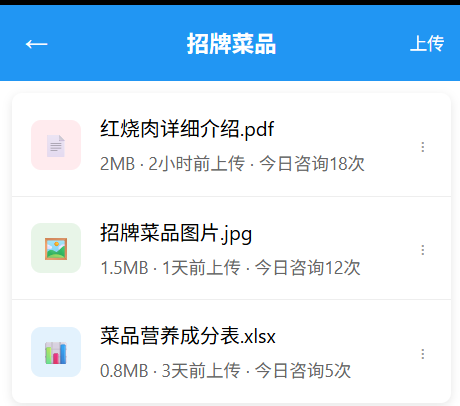 ← 招牌菜品 上传
红烧肉详细介绍.pdf
2MB · 2小时前上传 · 今日咨询18次
招牌菜品图片.jpg
1.5MB · 1天前上传 · 今日咨询12次
菜品营养成分表.xlsx
0.8MB · 3天前上传 · 今日咨询5次